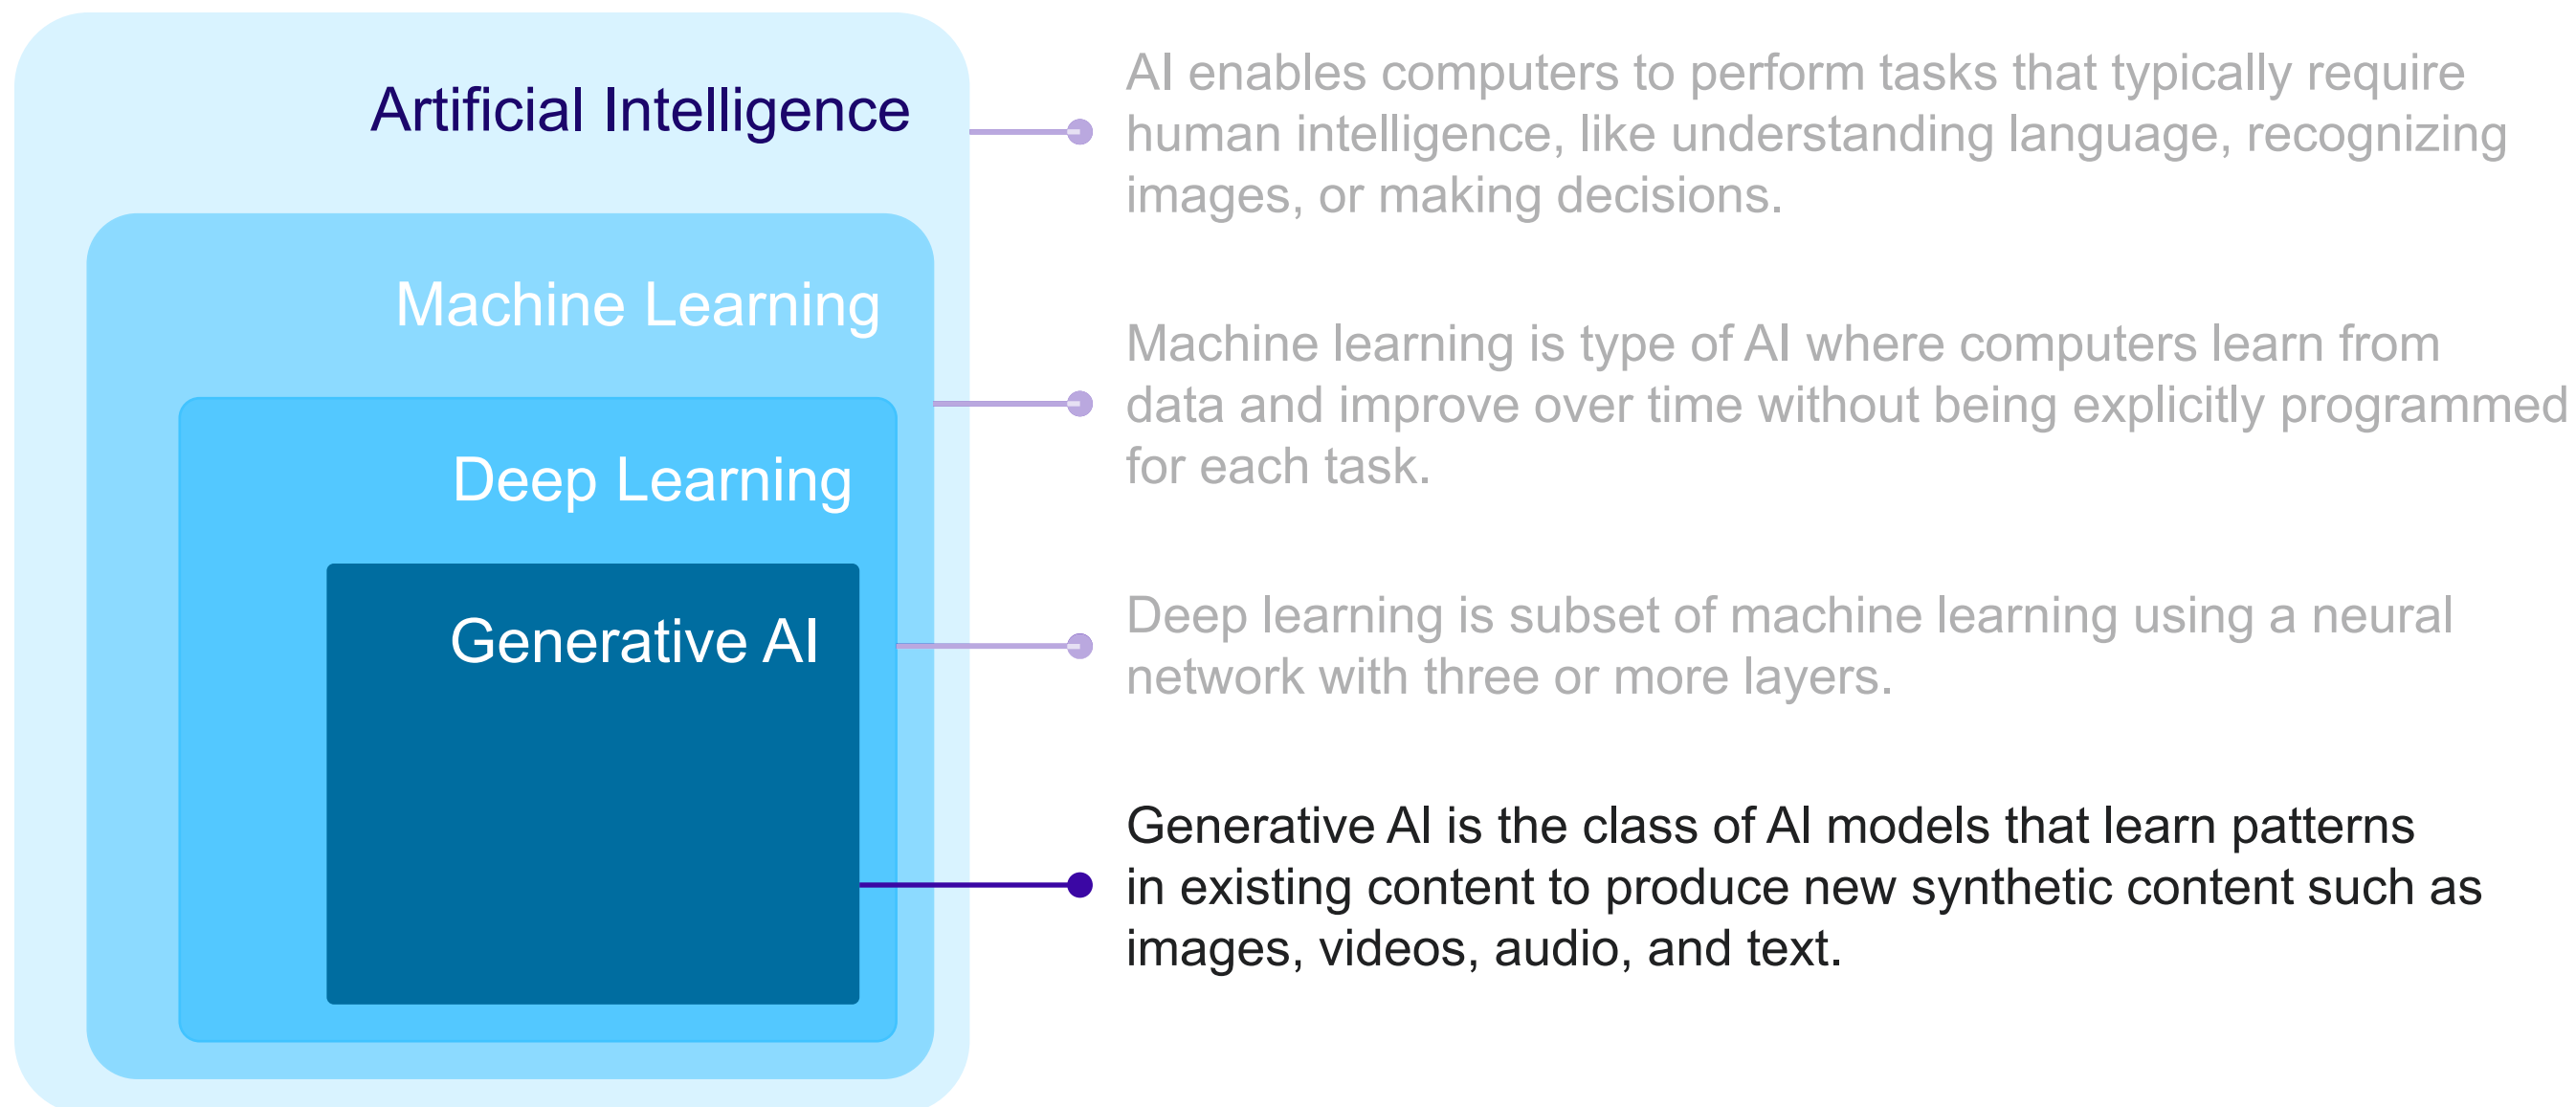 Artificial Intelligence
AI enables computers to perform tasks that typically require
human intelligence, like understanding language, recognizing
images, or making decisions.
Machine Learning
Machine learning is type of AI where computers learn from
data and improve over time without being explicitly programmed
for each task.
Deep Learning
Deep learning is subset of machine learning using a neural
network with three or more layers.
Generative AI
Generative AI is the class of AI models that learn patterns
in existing content to produce new synthetic content such as
images, videos, audio, and text.